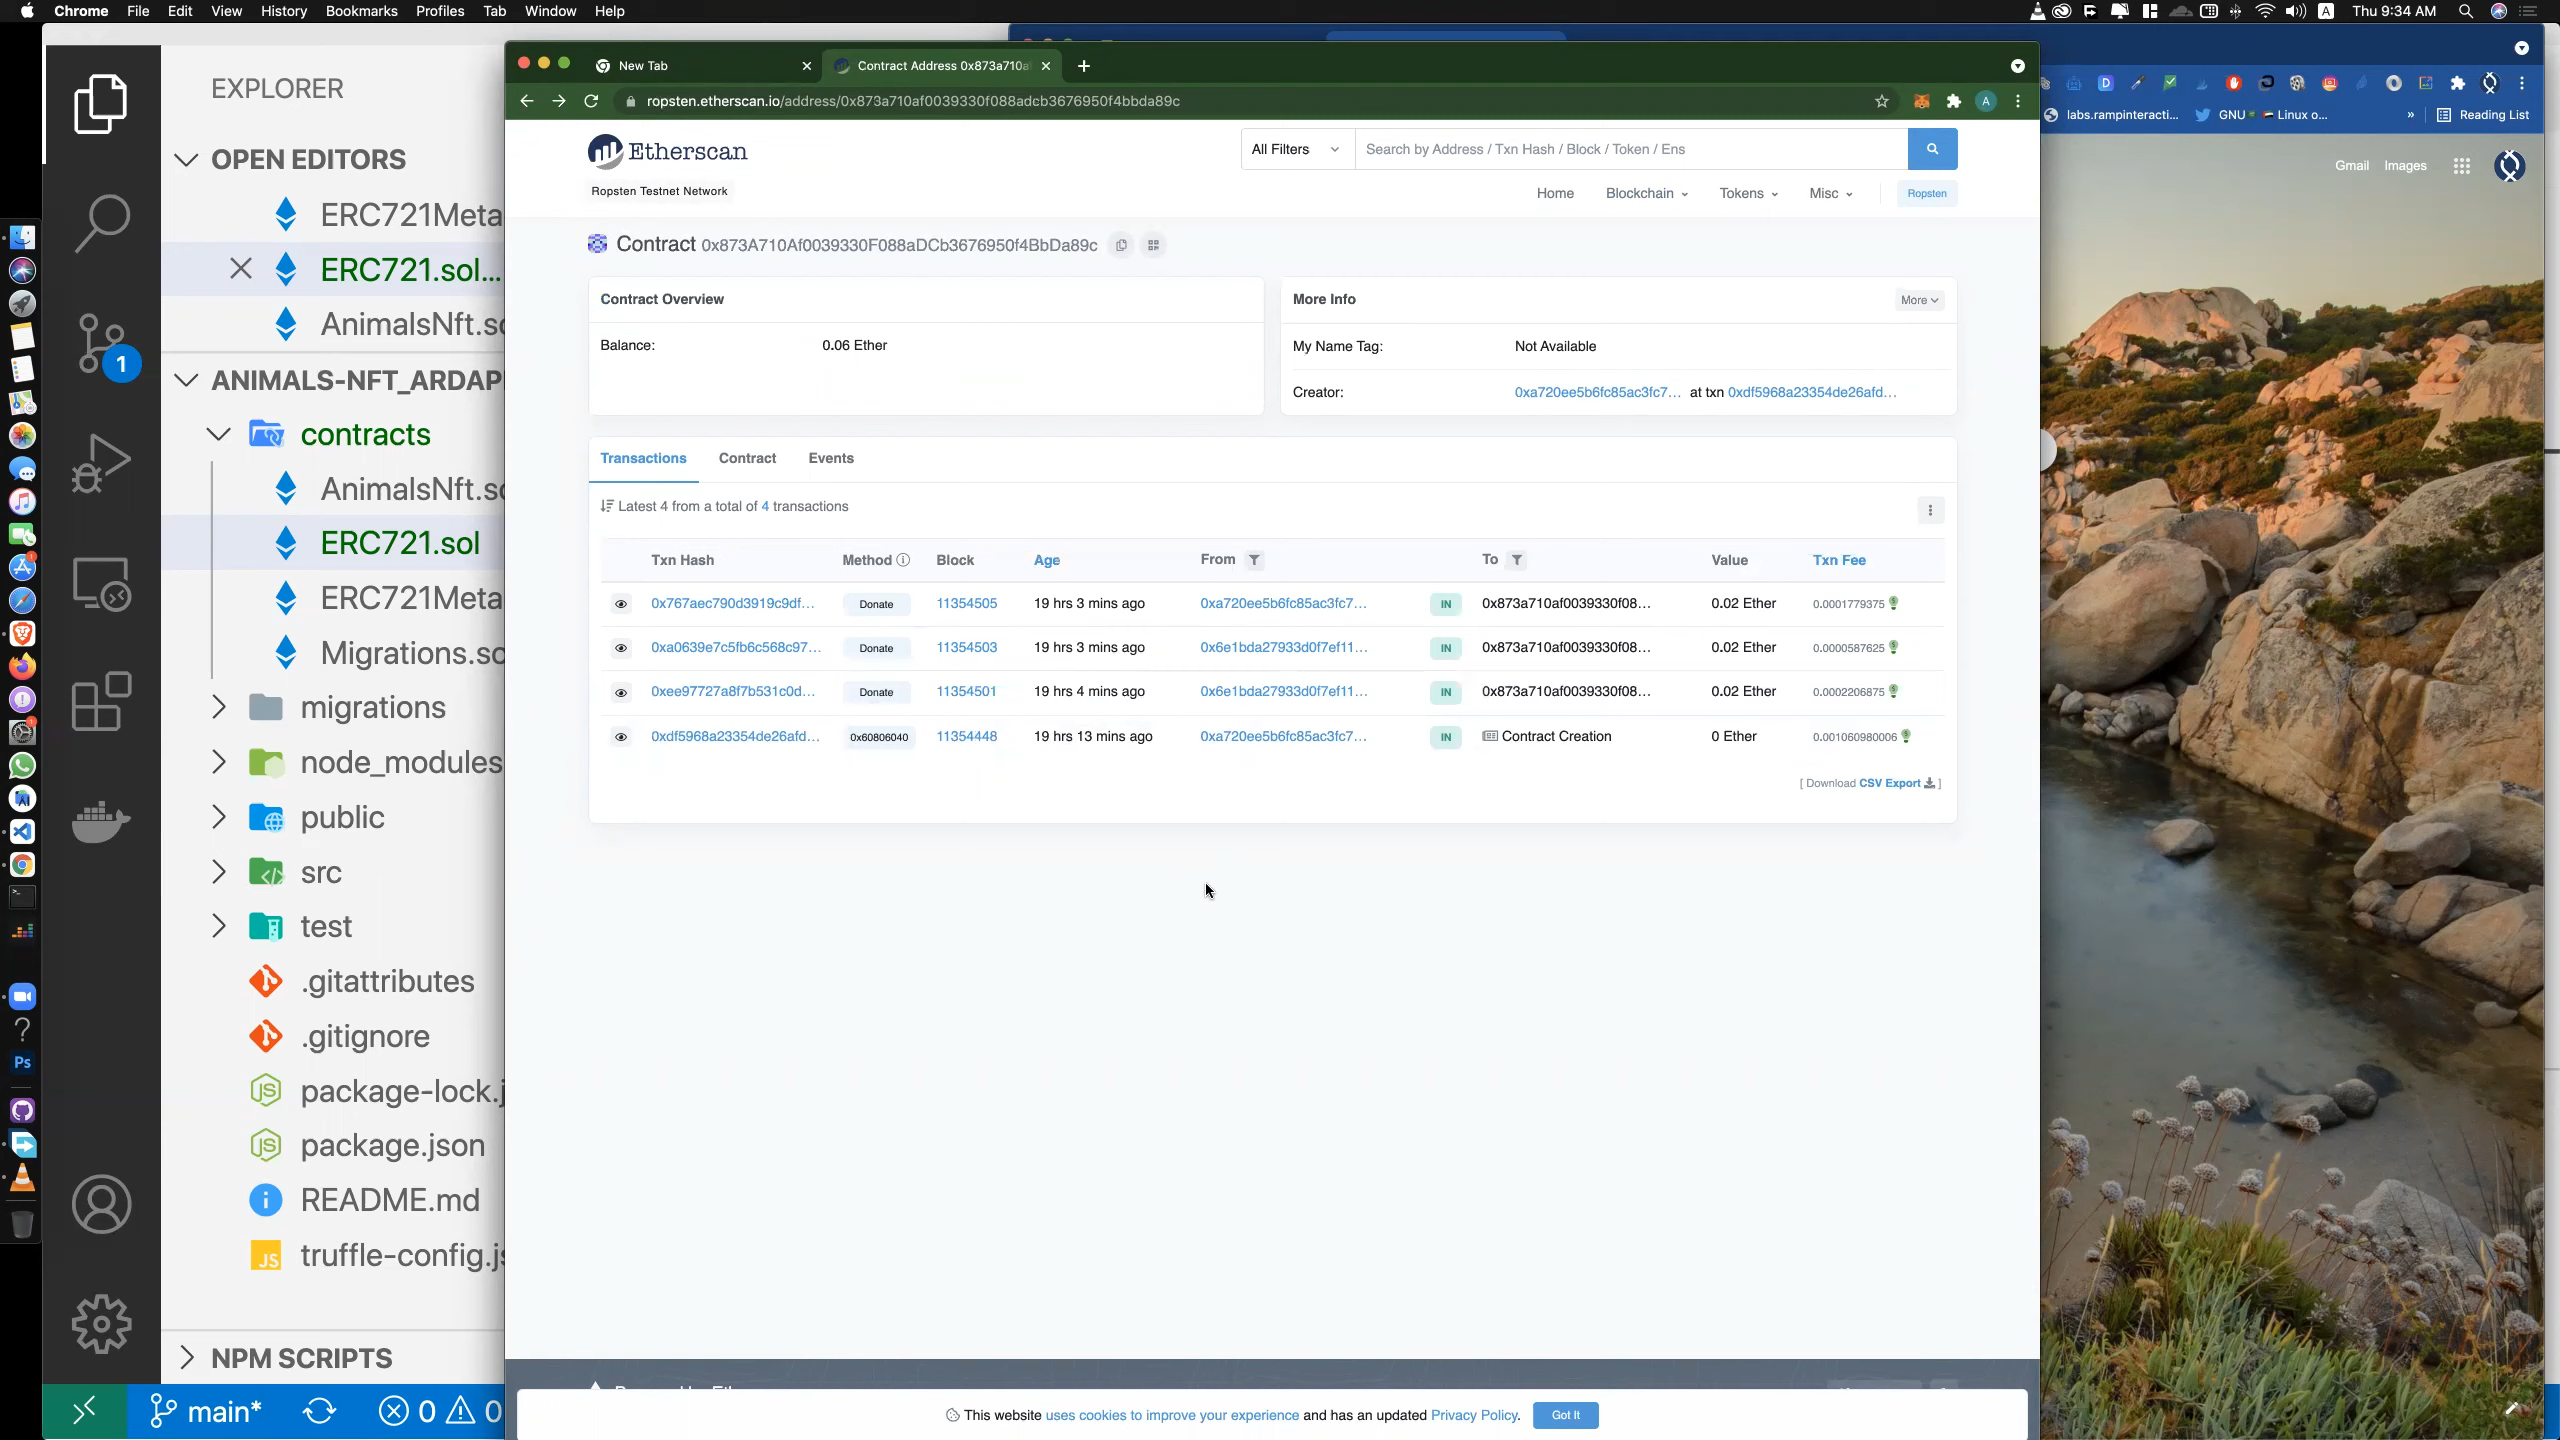 Chrome File Edit View History Bookmarks Profiles Tab Window Help
A Thu 9:34 AM
EXPLORER
OPEN EDITORS
ERC721Meta
ERC721.sol...
AnimalsNft.so
ANIMALS-NFT_ARDAP
contracts
AnimalsNft.so
ERC721.sol
ERC721Meta
Migrations.so
migrations
node_modules
public
src
test
.gitattributes
.gitignore
package-lock.j
package.json
README.md
truffle-config.js
NPM SCRIPTS
1
main* 0 0
New Tab
Contract Address 0x873a710a
ropsten.etherscan.io/address/0x873a710af0039330f088adcb3676950f4bbda89c
A
labs.rampinteracti... GNU Linux o... » Reading List
Gmail Images
Etherscan
All Filters Search by Address / Txn Hash / Block / Token / Ens
Ropsten Testnet Network
Home Blockchain Tokens Misc Ropsten
Contract 0x873A710Af0039330F088aDCb3676950f4BbDa89c
Contract Overview
Balance: 0.06 Ether
More Info More
My Name Tag: Not Available
Creator: 0xa720ee5b6fc85ac3fc7... at txn 0xdf5968a23354de26afd...
Transactions Contract Events
Latest 4 from a total of 4 transactions
Txn Hash Method Block Age From To Value Txn Fee
0x767aec790d3919c9df... Donate 11354505 19 hrs 3 mins ago 0xa720ee5b6fc85ac3fc7... IN 0x873a710af0039330f08... 0.02 Ether 0.0001779375
0xa0639e7c5fb6c568c97... Donate 11354503 19 hrs 3 mins ago 0x6e1bda27933d0f7ef11... IN 0x873a710af0039330f08... 0.02 Ether 0.0000587625
0xee97727a8f7b531c0d... Donate 11354501 19 hrs 4 mins ago 0x6e1bda27933d0f7ef11... IN 0x873a710af0039330f08... 0.02 Ether 0.0002206875
0xdf5968a23354de26afd... 0x60806040 11354448 19 hrs 13 mins ago 0xa720ee5b6fc85ac3fc7... IN Contract Creation 0 Ether 0.001060980006
[ Download CSV Export ]
This website uses cookies to improve your experience and has an updated Privacy Policy. Got It
Ps